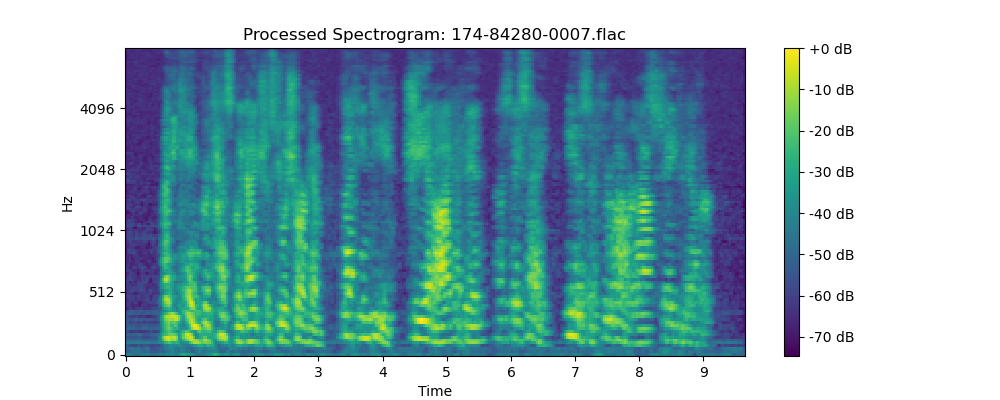 Processed Spectrogram: 174-84280-0007.flac
Hz
4096
2048
1024
512
0
0 1 2 3 4 5 6 7 8 9
Time
+0 dB
-10 dB
-20 dB
-30 dB
-40 dB
-50 dB
-60 dB
-70 dB